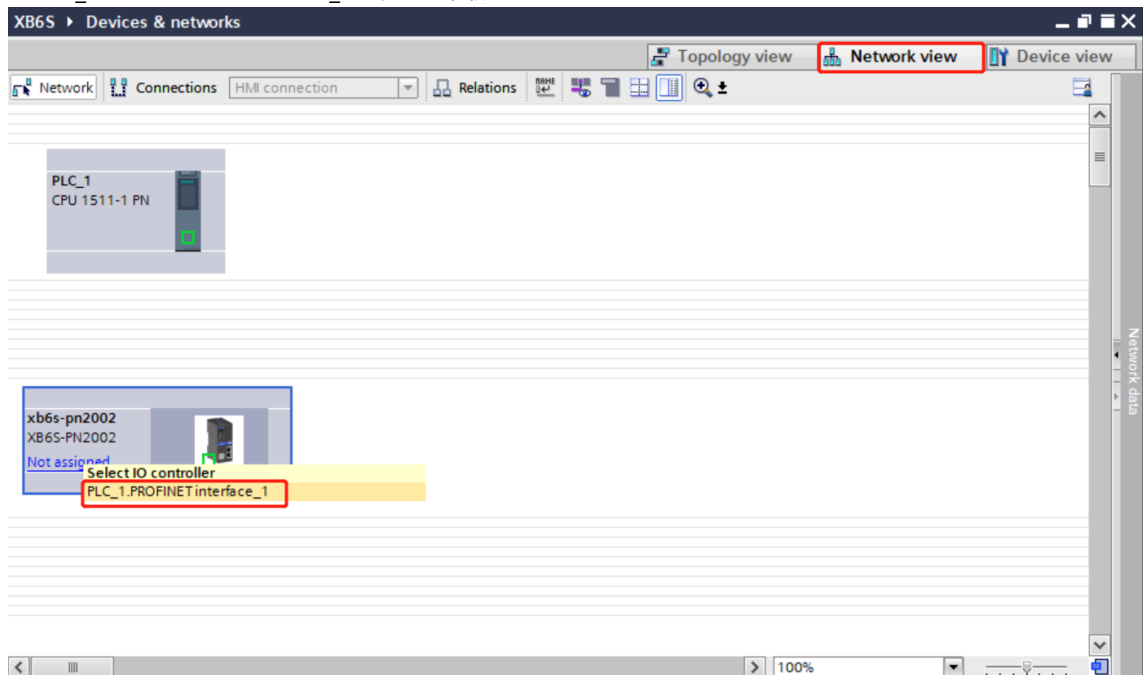 XB6S ▸ Devices & networks
Topology view
Network view
Device view
Network
Connections
HMI connection
Relations
NAME
PLC_1
CPU 1511-1 PN
xb6s-pn2002
XB6S-PN2002
Not assigned
Select IO controller
PLC_1.PROFINET interface_1
Network data
100%